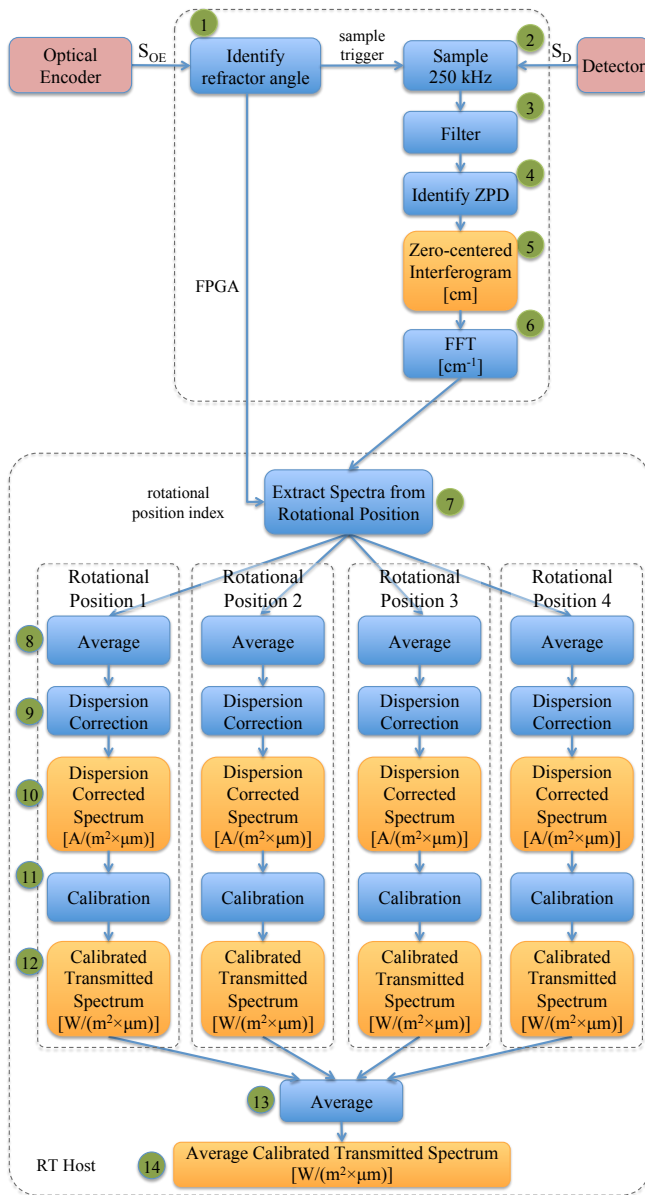 1
2
Optical
Encoder
S_OE
Identify
refractor angle
sample
trigger
Sample
250 kHz
S_D
Detector
3
Filter
4
Identify ZPD
5
Zero-centered
Interferogram
[cm]
FPGA
6
FFT
[cm⁻¹]
rotational
position index
Extract Spectra from
Rotational Position
7
Rotational
Position 1
Rotational
Position 2
Rotational
Position 3
Rotational
Position 4
8
Average
Average
Average
Average
9
Dispersion
Correction
Dispersion
Correction
Dispersion
Correction
Dispersion
Correction
10
Dispersion
Corrected
Spectrum
[A/(m²×μm)]
Dispersion
Corrected
Spectrum
[A/(m²×μm)]
Dispersion
Corrected
Spectrum
[A/(m²×μm)]
Dispersion
Corrected
Spectrum
[A/(m²×μm)]
11
Calibration
Calibration
Calibration
Calibration
12
Calibrated
Transmitted
Spectrum
[W/(m²×μm)]
Calibrated
Transmitted
Spectrum
[W/(m²×μm)]
Calibrated
Transmitted
Spectrum
[W/(m²×μm)]
Calibrated
Transmitted
Spectrum
[W/(m²×μm)]
13
Average
RT Host
14
Average Calibrated Transmitted Spectrum
[W/(m²×μm)]